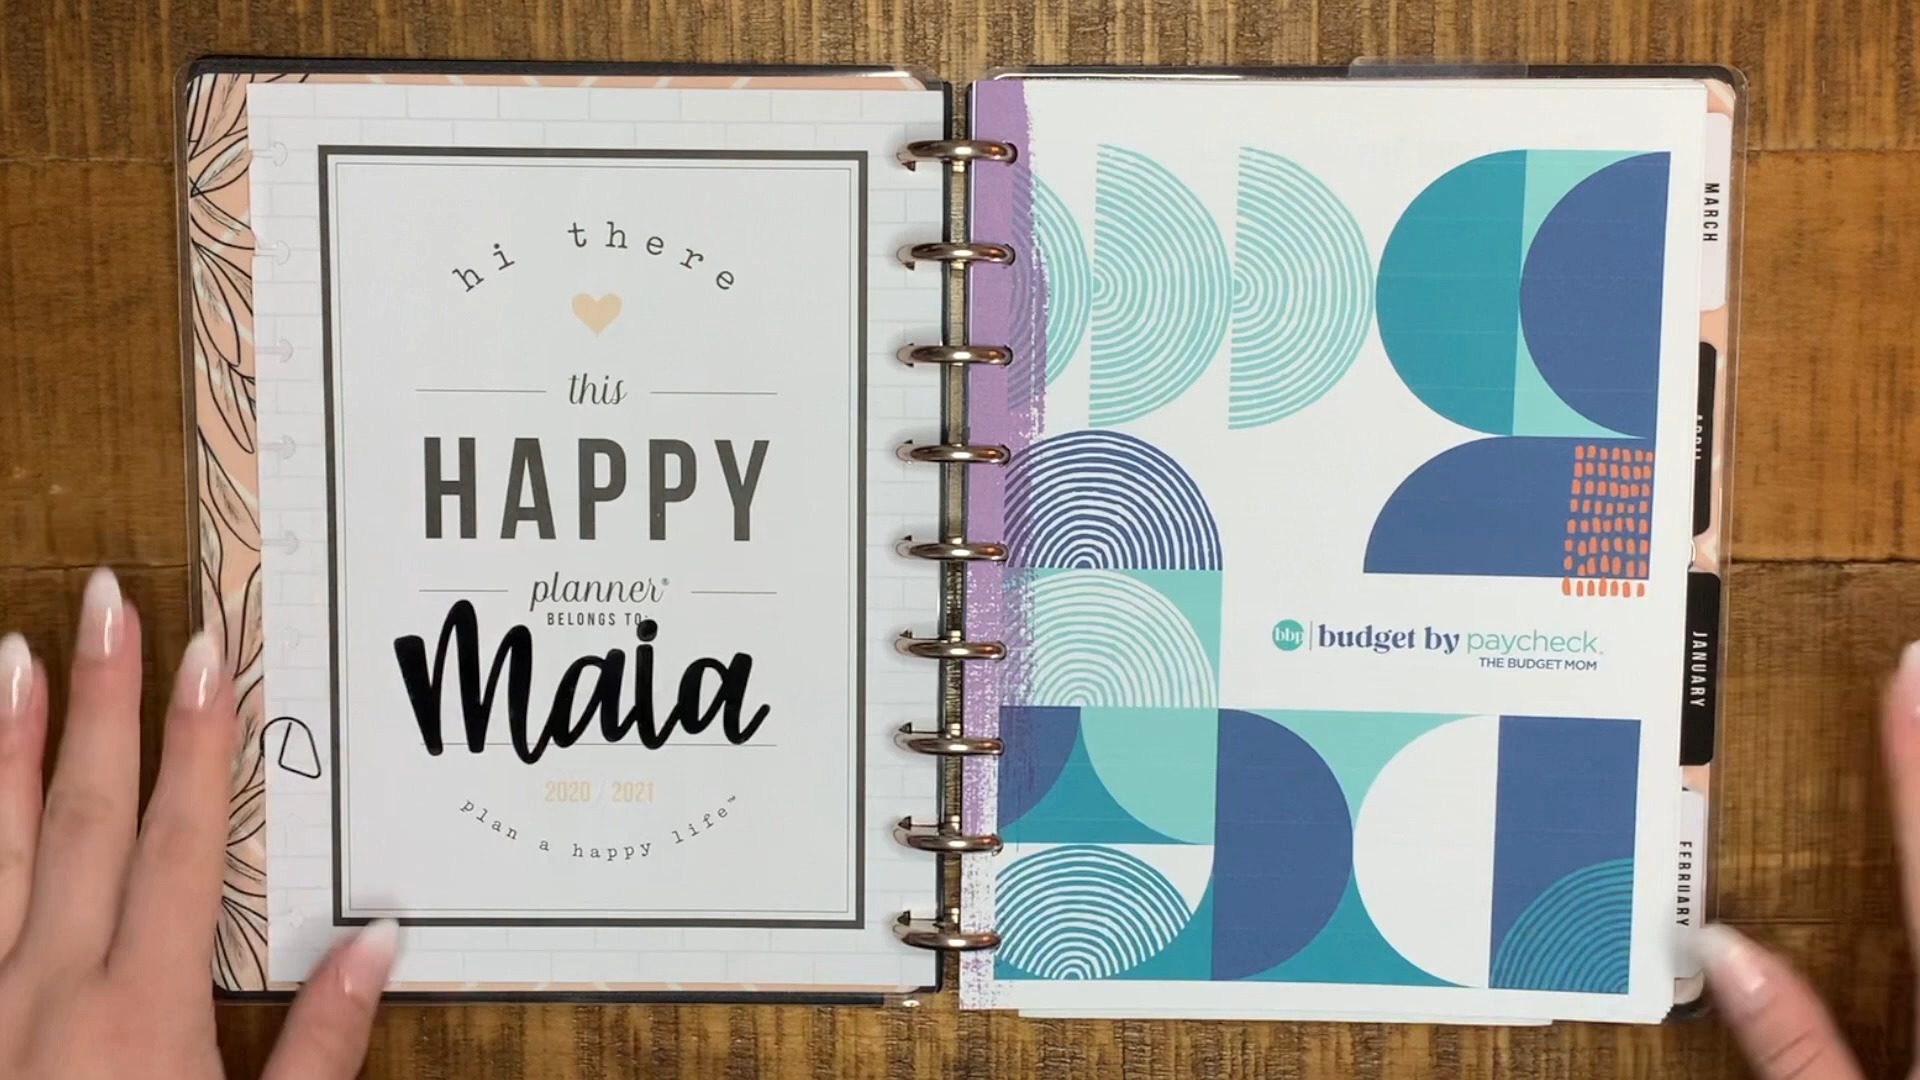 hi there
this
HAPPY
planner®
BELONGS TO:
Maia
2020 / 2021
plan a happy life™
bbp | budget by paycheck®
THE BUDGET MOM
MARCH
APRIL
JANUARY
FEBRUARY